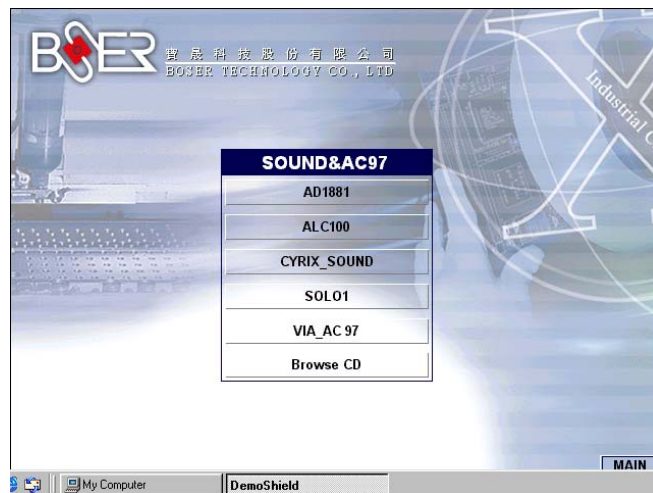 BOSER
寶晟科技股份有限公司
BOSER TECHNOLOGY CO., LTD
Industrial C
SOUND&AC97
AD1881
ALC100
CYRIX_SOUND
SOLO1
VIA_AC 97
Browse CD
MAIN
My Computer
DemoShield